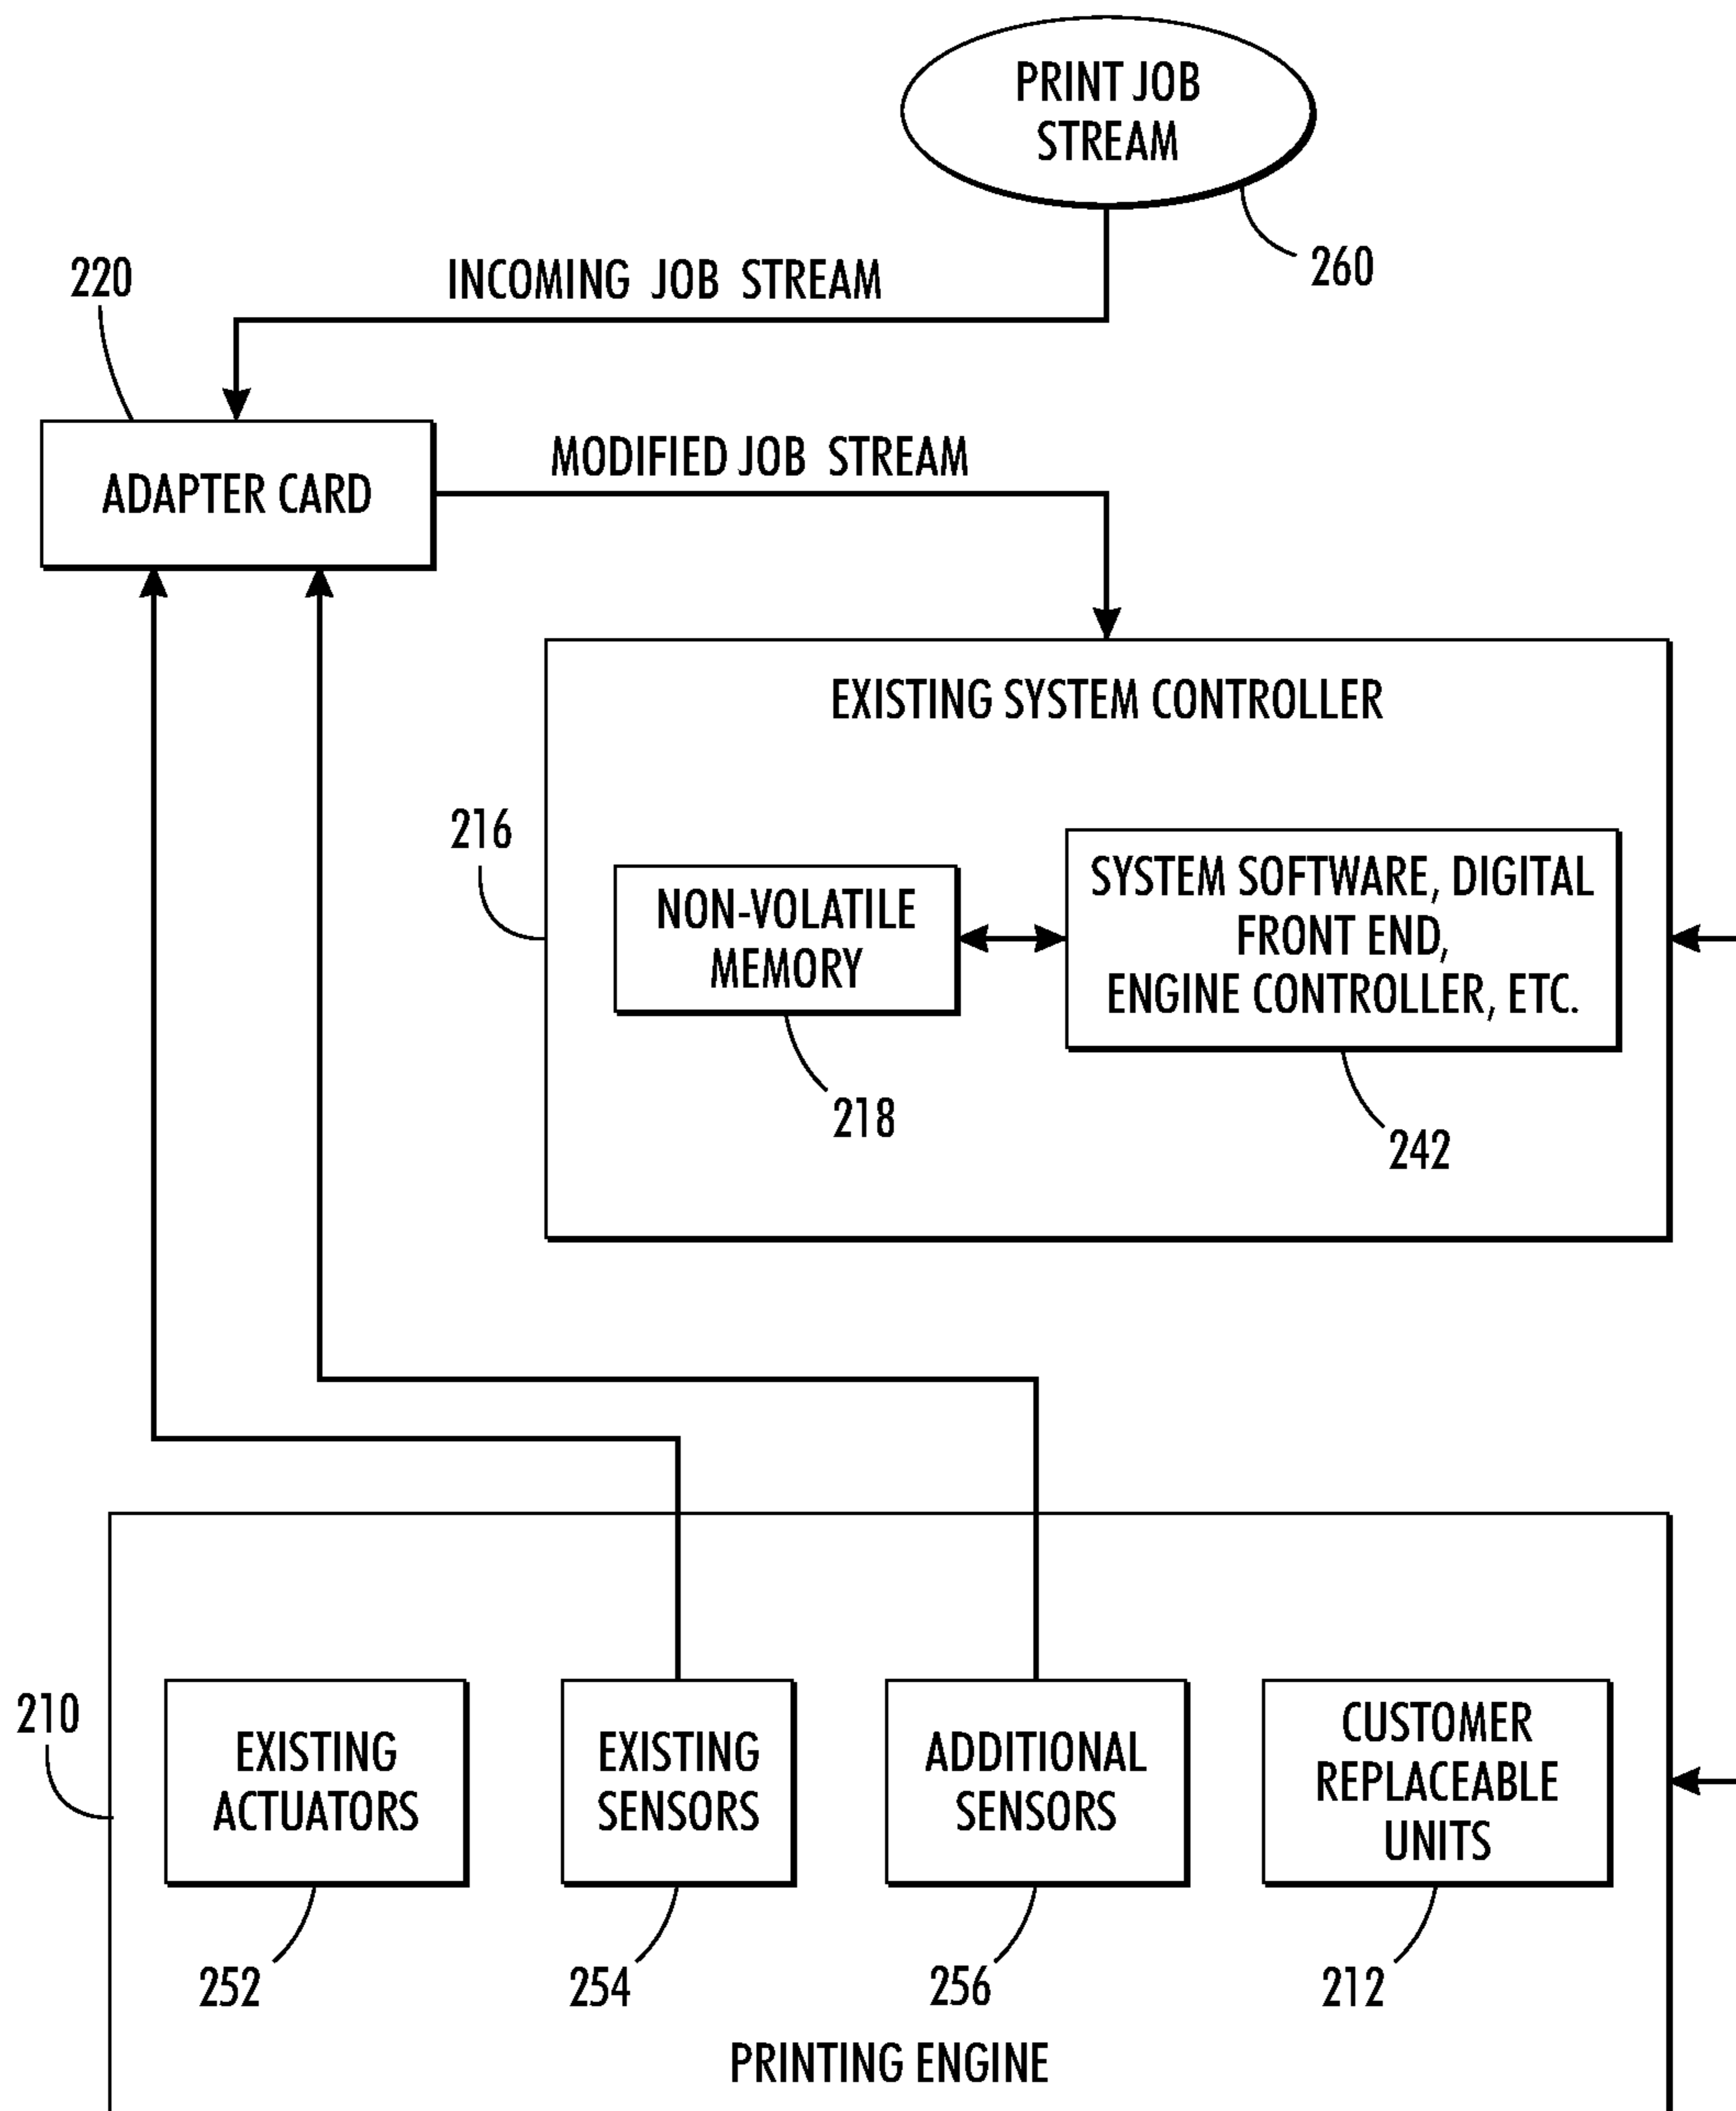 PRINT JOB
STREAM
260
220
INCOMING JOB STREAM
ADAPTER CARD
MODIFIED JOB STREAM
EXISTING SYSTEM CONTROLLER
216
NON-VOLATILE
MEMORY
218
SYSTEM SOFTWARE, DIGITAL
FRONT END,
ENGINE CONTROLLER, ETC.
242
210
EXISTING
ACTUATORS
252
EXISTING
SENSORS
254
ADDITIONAL
SENSORS
256
CUSTOMER
REPLACEABLE
UNITS
212
PRINTING ENGINE